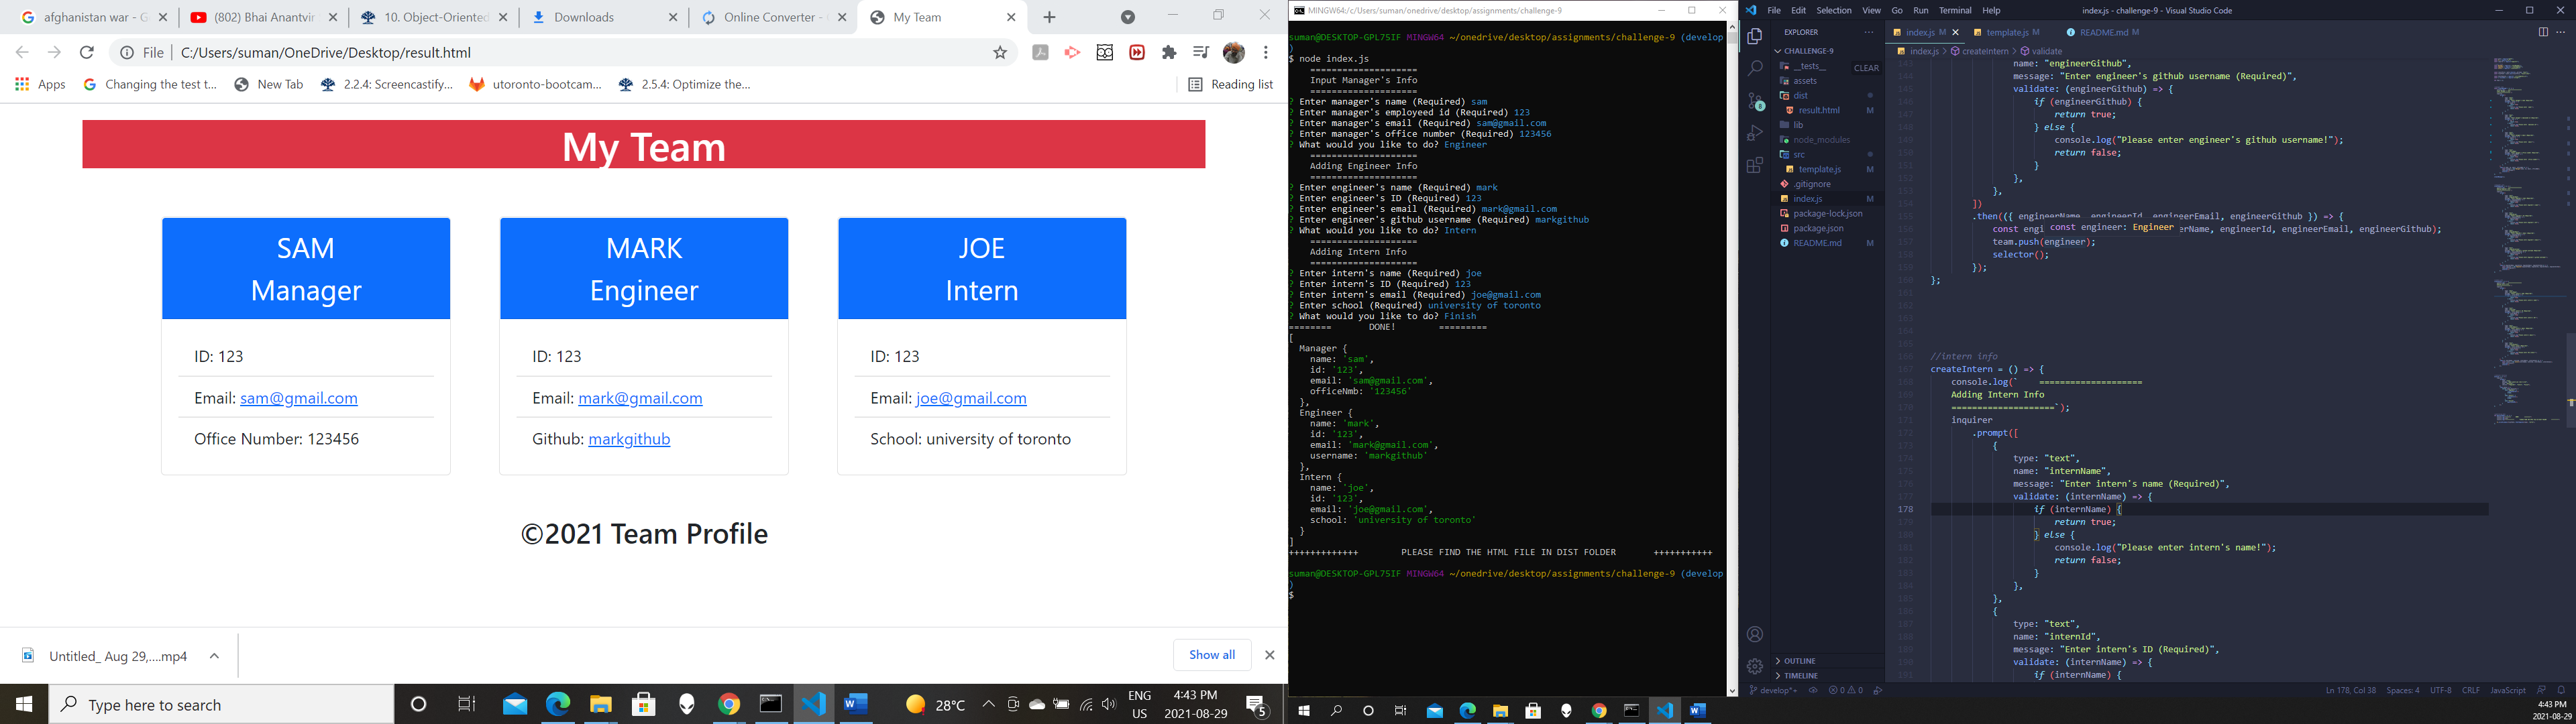 afghanistan war - G
(802) Bhai Anantvir
10. Object-Oriented
Downloads
Online Converter -
My Team
File
C:/Users/suman/OneDrive/Desktop/result.html
Apps
Changing the test t...
New Tab
2.2.4: Screencastify...
utoronto-bootcam...
2.5.4: Optimize the...
Reading list
My Team
SAM
Manager
ID: 123
Email: sam@gmail.com
Office Number: 123456
MARK
Engineer
ID: 123
Email: mark@gmail.com
Github: markgithub
JOE
Intern
ID: 123
Email: joe@gmail.com
School: university of toronto
©2021 Team Profile
Untitled_ Aug 29,....mp4
Show all
Type here to search
28°C
ENG
US
4:43 PM
2021-08-29
5
MINGW64:/c/Users/suman/onedrive/desktop/assignments/challenge-9
suman@DESKTOP-GPL75IF MINGW64 ~/onedrive/desktop/assignments/challenge-9 (develop
)
$ node index.js
====================
Input Manager's Info
====================
? Enter manager's name (Required) sam
? Enter manager's employeed id (Required) 123
? Enter manager's email (Required) sam@gmail.com
? Enter manager's office number (Required) 123456
? What would you like to do? Engineer
====================
Adding Engineer Info
====================
? Enter engineer's name (Required) mark
? Enter engineer's ID (Required) 123
? Enter engineer's email (Required) mark@gmail.com
? Enter engineer's github username (Required) markgithub
? What would you like to do? Intern
====================
Adding Intern Info
====================
? Enter intern's name (Required) joe
? Enter intern's ID (Required) 123
? Enter intern's email (Required) joe@gmail.com
? Enter school (Required) university of toronto
? What would you like to do? Finish
======== DONE! =========
[
Manager {
name: 'sam',
id: '123',
email: 'sam@gmail.com',
officeNmb: '123456'
},
Engineer {
name: 'mark',
id: '123',
email: 'mark@gmail.com',
username: 'markgithub'
},
Intern {
name: 'joe',
id: '123',
email: 'joe@gmail.com',
school: 'university of toronto'
}
]
+++++++++++++ PLEASE FIND THE HTML FILE IN DIST FOLDER +++++++++++
suman@DESKTOP-GPL75IF MINGW64 ~/onedrive/desktop/assignments/challenge-9 (develop
)
$
File Edit Selection View Go Run Terminal Help
index.js - challenge-9 - Visual Studio Code
EXPLORER
CHALLENGE-9
__tests__
CLEAR
assets
dist
result.html M
lib
node_modules
src
template.js M
.gitignore
index.js M
package-lock.json
package.json
README.md M
OUTLINE
TIMELINE
index.js M
template.js M
README.md M
index.js > createIntern > validate
name: "engineerGithub",
message: "Enter engineer's github username (Required)",
validate: (engineerGithub) => {
if (engineerGithub) {
return true;
} else {
console.log("Please enter engineer's github username!");
return false;
}
},
},
])
.then(({ engineerName, engineerId, engineerEmail, engineerGithub }) => {
const engi
const engineer: Engineer
erName, engineerId, engineerEmail, engineerGithub);
team.push(engineer);
selector();
});
};
//intern info
createIntern = () => {
console.log(` ====================
Adding Intern Info
====================`);
inquirer
.prompt([
{
type: "text",
name: "internName",
message: "Enter intern's name (Required)",
validate: (internName) => {
178 if (internName) {
return true;
} else {
console.log("Please enter intern's name!");
return false;
}
},
},
{
type: "text",
name: "internId",
message: "Enter intern's ID (Required)",
validate: (internName) => {
if (internName) {
develop*+
0 0
Ln 178, Col 38
Spaces: 4
UTF-8
CRLF
JavaScript
4:43 PM
2021-08-29